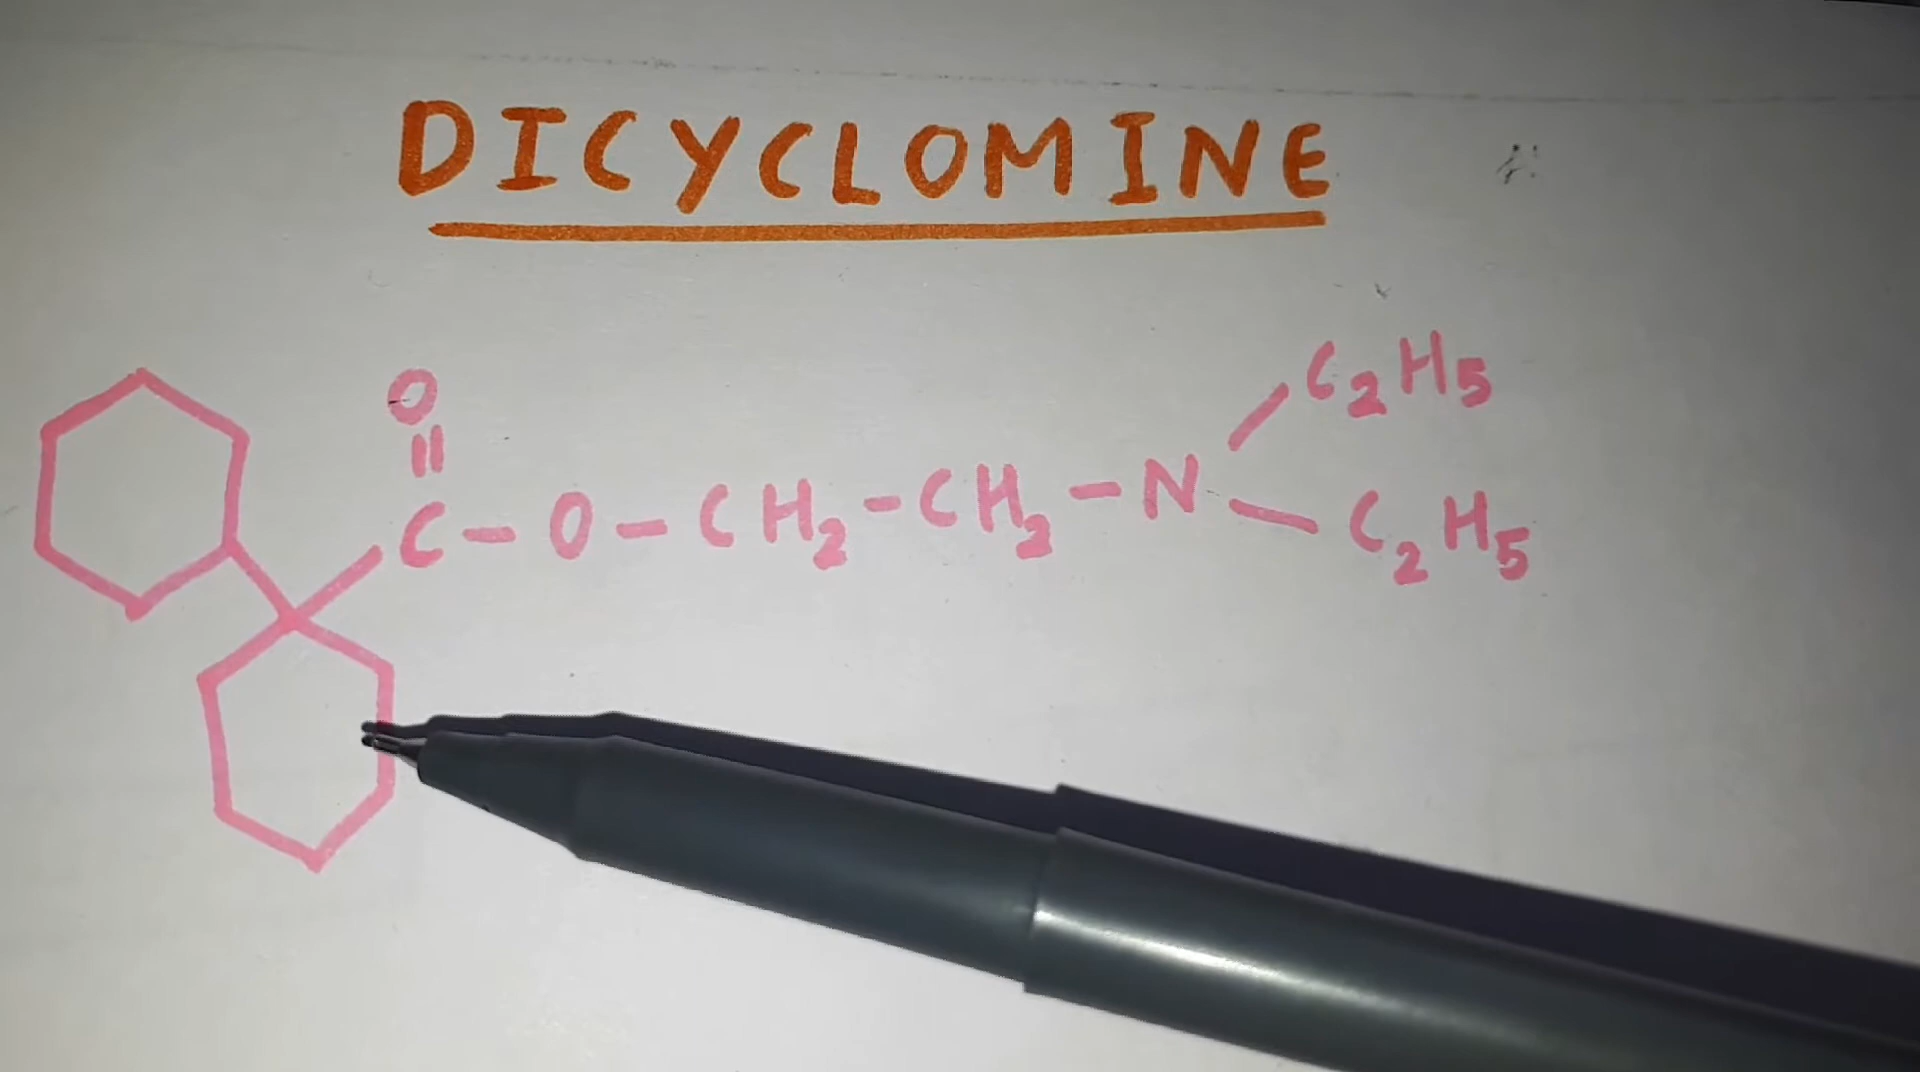 DICYCLOMINE
O
||
C-O-CH₂-CH₂-N
C₂H₅
C₂H₅